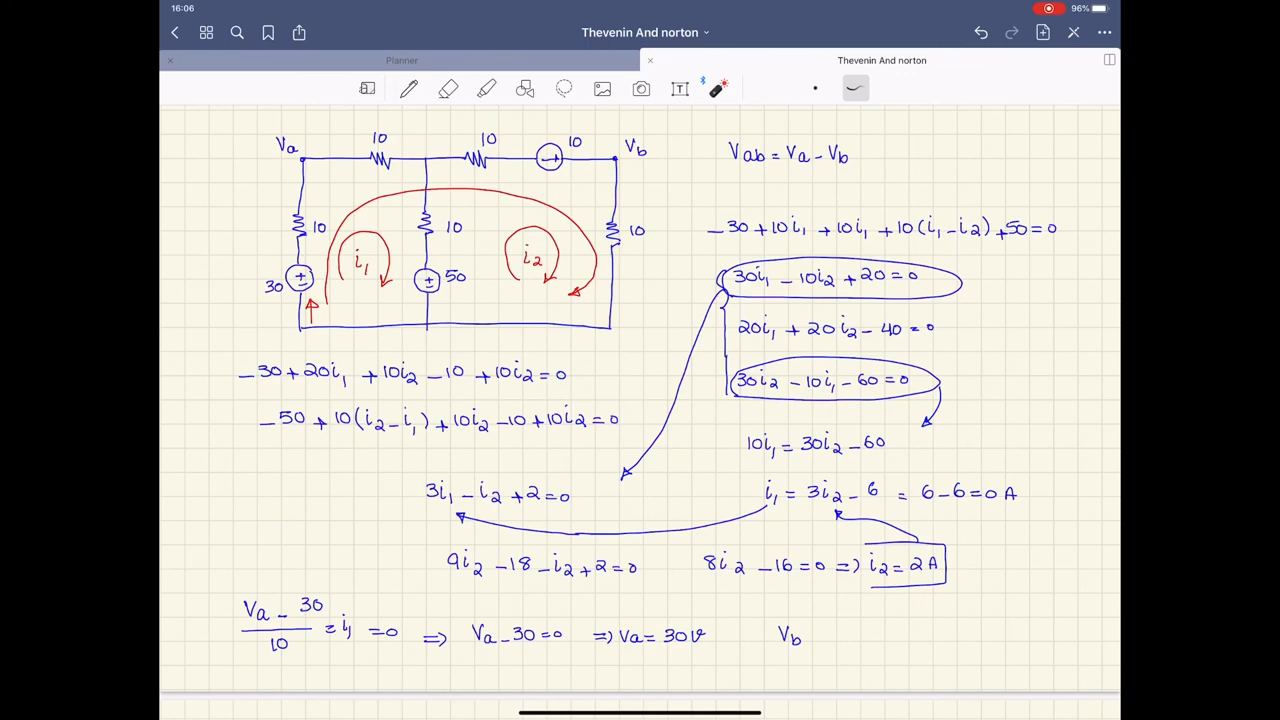 16:06
96%
Thevenin And norton
Planner
Thevenin And norton
Va
10
10
10
Vb
10
10
10
30
50
i₁
i₂
Vab = Va - Vb
-30 + 10i₁ + 10i₁ + 10(i₁ - i₂) + 50 = 0
30i₁ - 10i₂ + 20 = 0
20i₁ + 20i₂ - 40 = 0
30i₂ - 10i₁ - 60 = 0
-30 + 20i₁ + 10i₂ - 10 + 10i₂ = 0
-50 + 10(i₂ - i₁) + 10i₂ - 10 + 10i₂ = 0
10i₁ = 30i₂ - 60
3i₁ - i₂ + 2 = 0
i₁ = 3i₂ - 6 = 6 - 6 = 0 A
9i₂ - 18 - i₂ + 2 = 0
8i₂ - 16 = 0 => i₂ = 2A
Va - 30 / 10 = i₁ = 0 => Va - 30 = 0 => Va = 30v
Vb